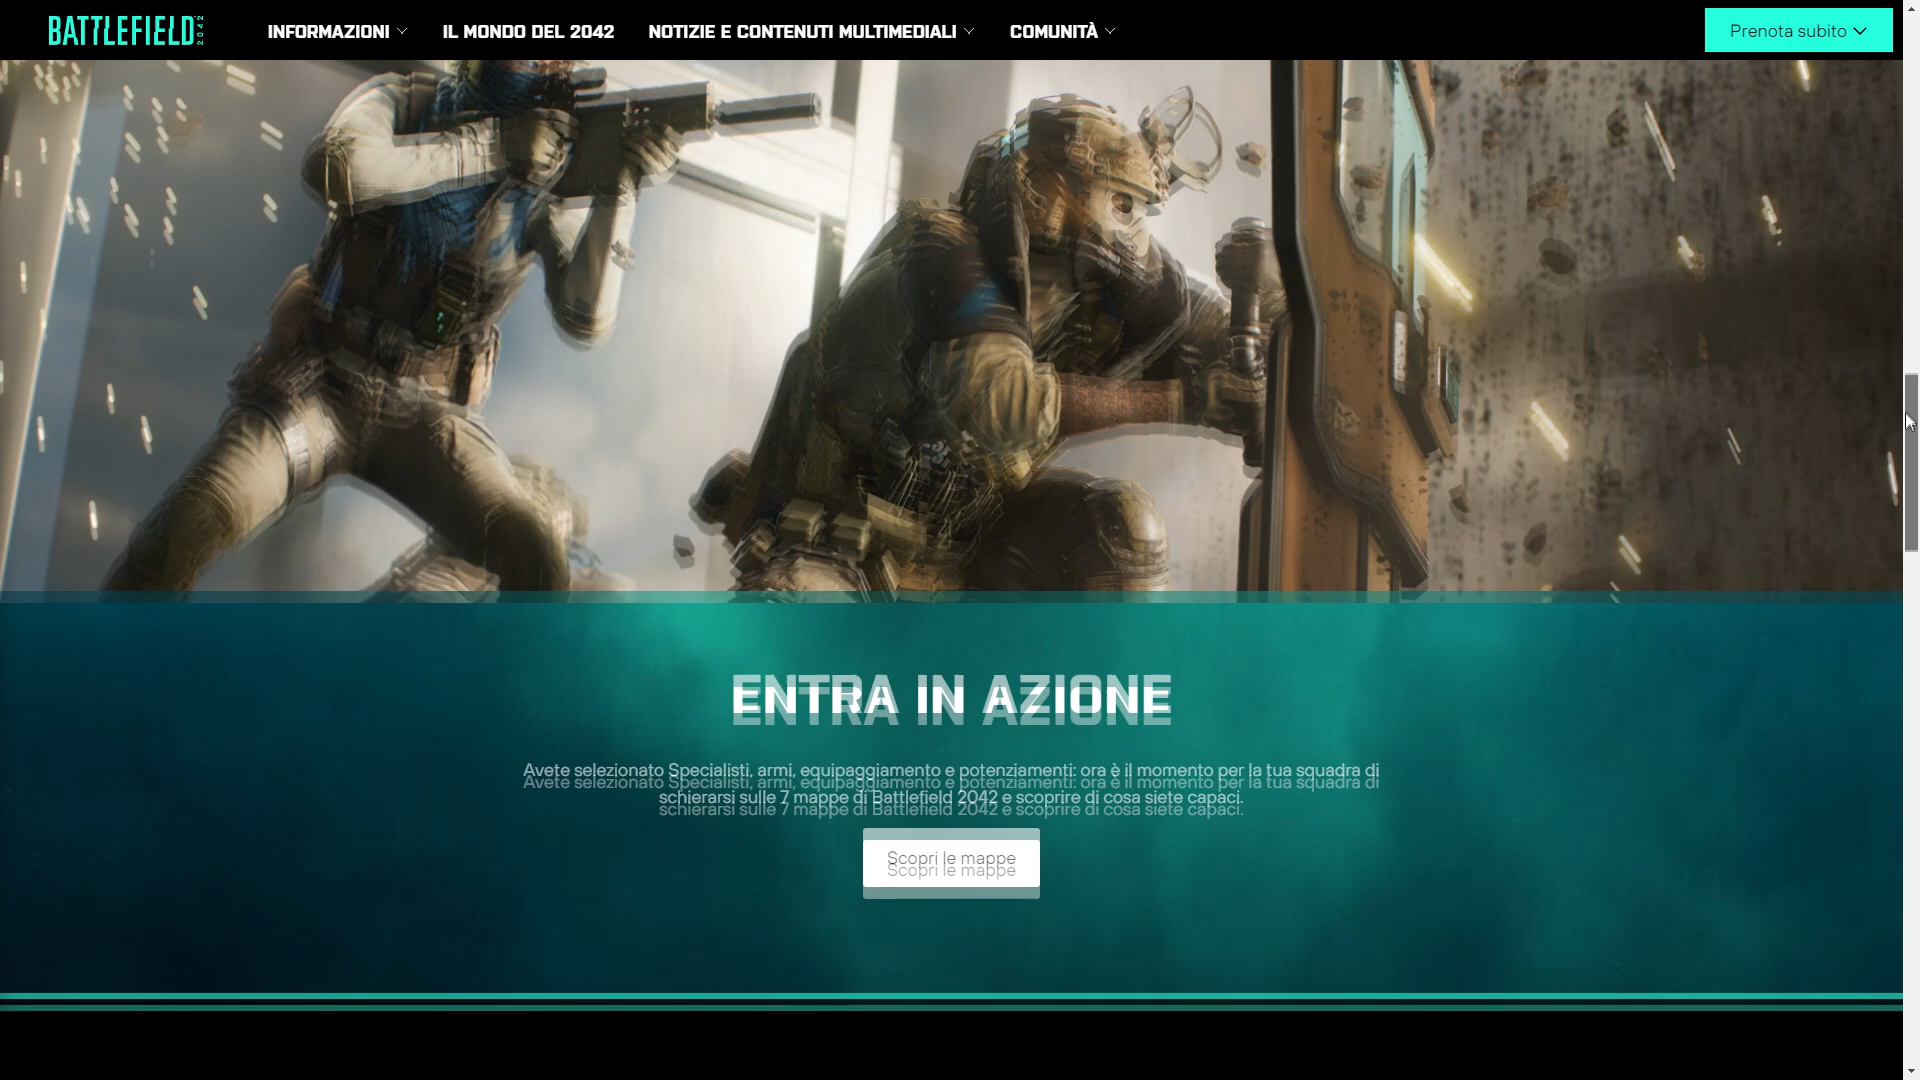 BATTLEFIELD 2042
INFORMAZIONI
IL MONDO DEL 2042
NOTIZIE E CONTENUTI MULTIMEDIALI
COMUNITÀ
Prenota subito
ENTRA IN AZIONE
Avete selezionato Specialisti, armi, equipaggiamento e potenziamenti: ora è il momento per la tua squadra di
schierarsi sulle 7 mappe di Battlefield 2042 e scoprire di cosa siete capaci.
Scopri le mappe